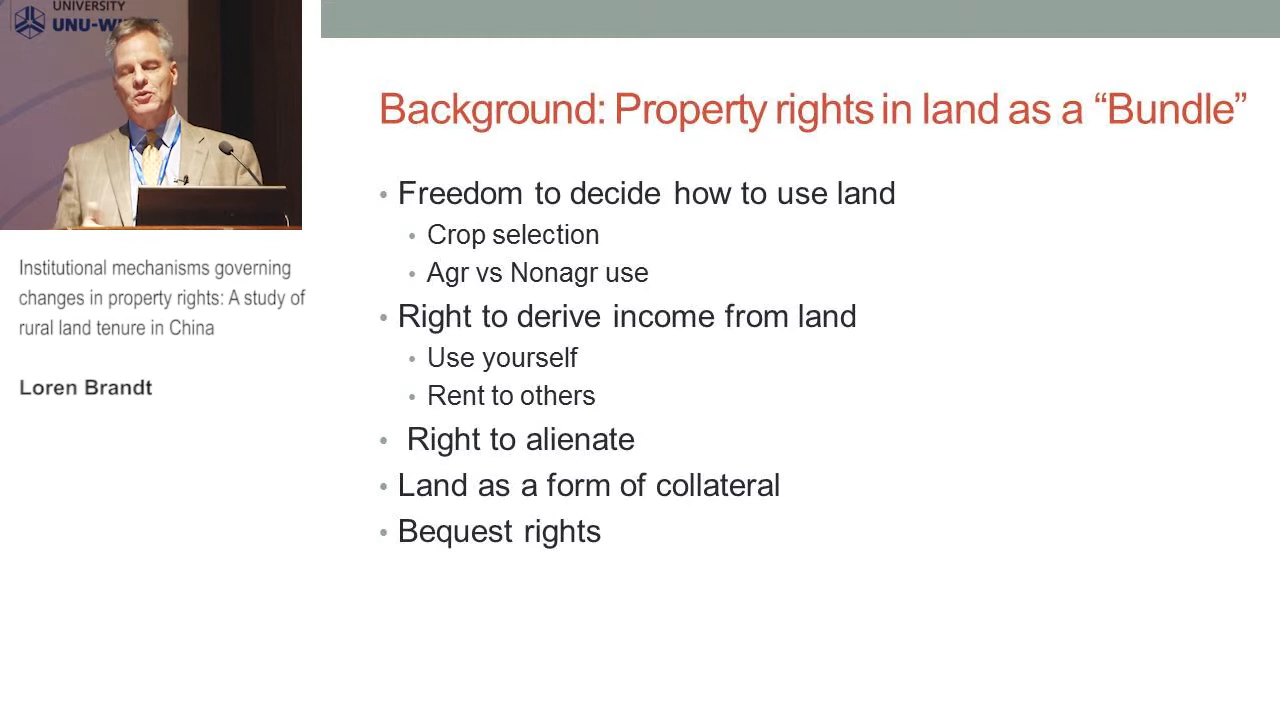 UNIVERSITY
UNU-W
Institutional mechanisms governing
changes in property rights: A study of
rural land tenure in China
Loren Brandt
Background: Property rights in land as a “Bundle”
• Freedom to decide how to use land
• Crop selection
• Agr vs Nonagr use
• Right to derive income from land
• Use yourself
• Rent to others
• Right to alienate
• Land as a form of collateral
• Bequest rights